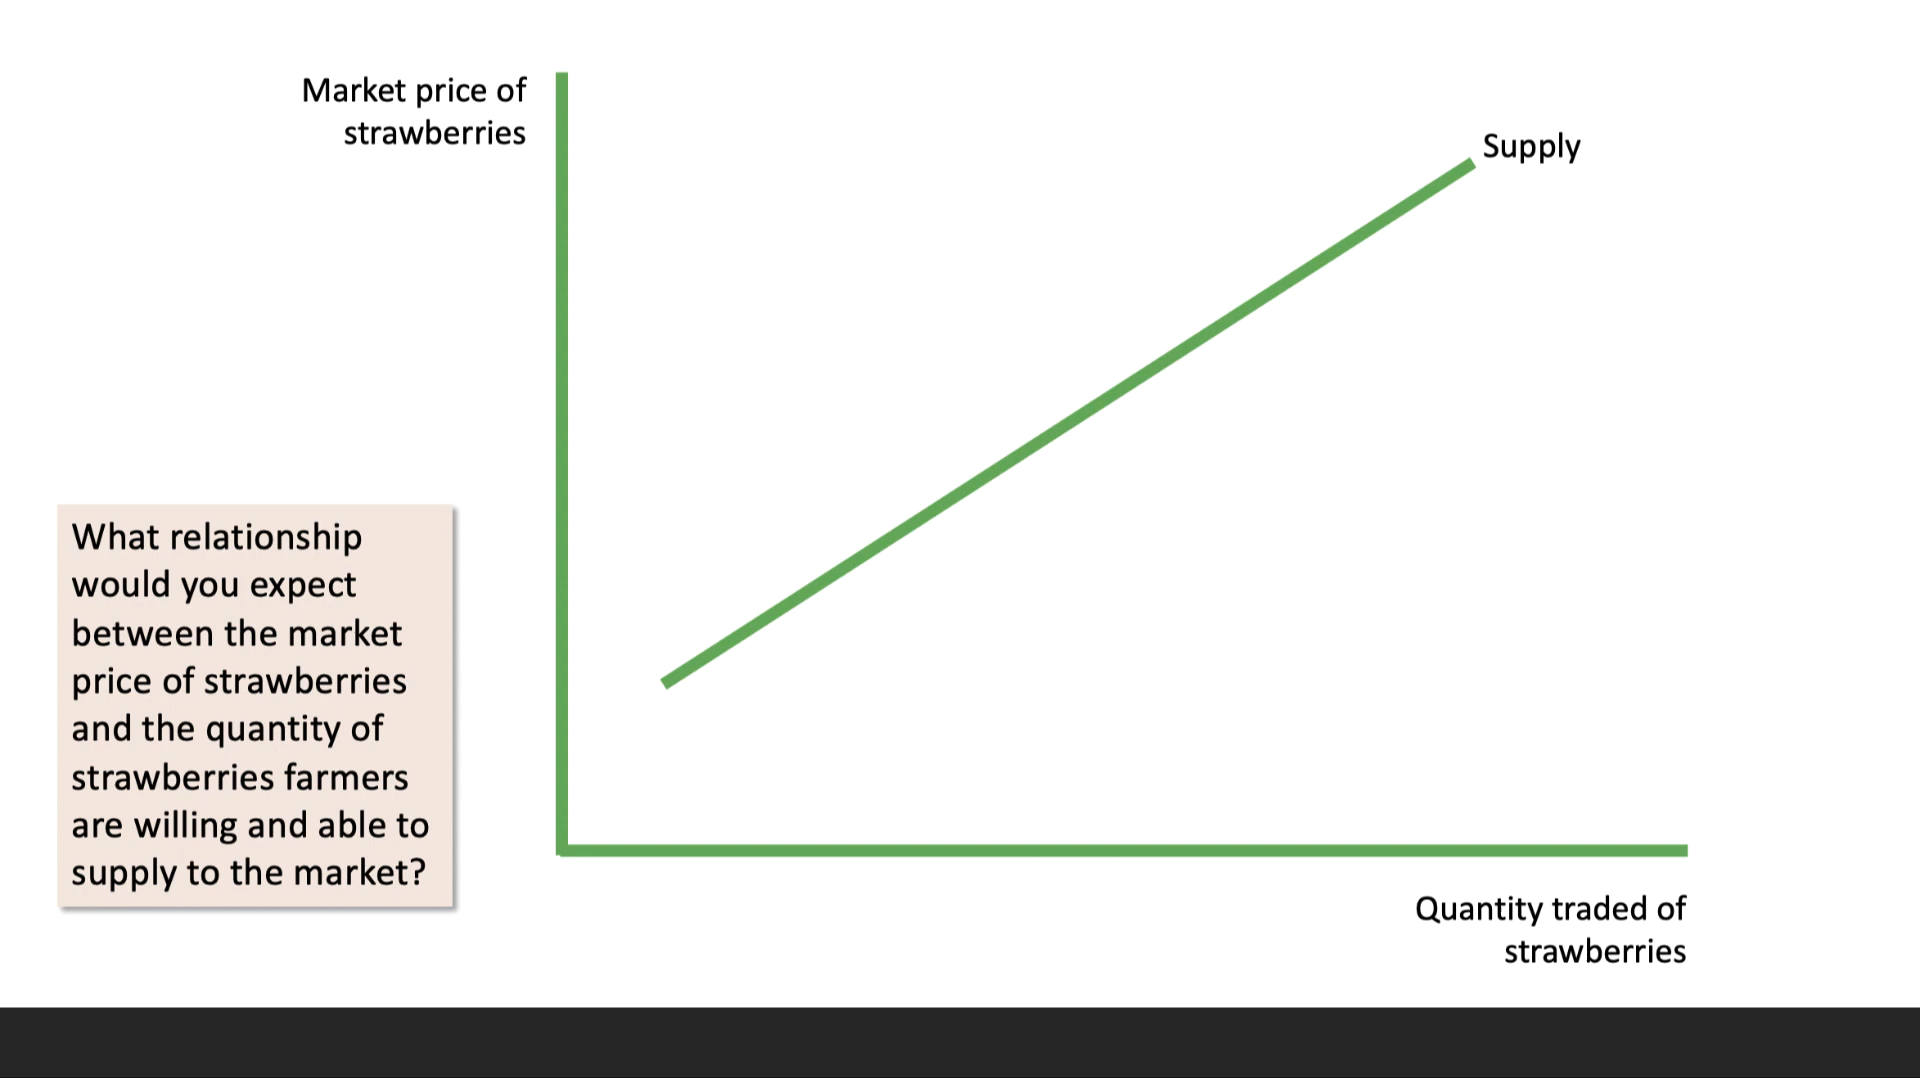 Market price of
strawberries
Supply
What relationship
would you expect
between the market
price of strawberries
and the quantity of
strawberries farmers
are willing and able to
supply to the market?
Quantity traded of
strawberries